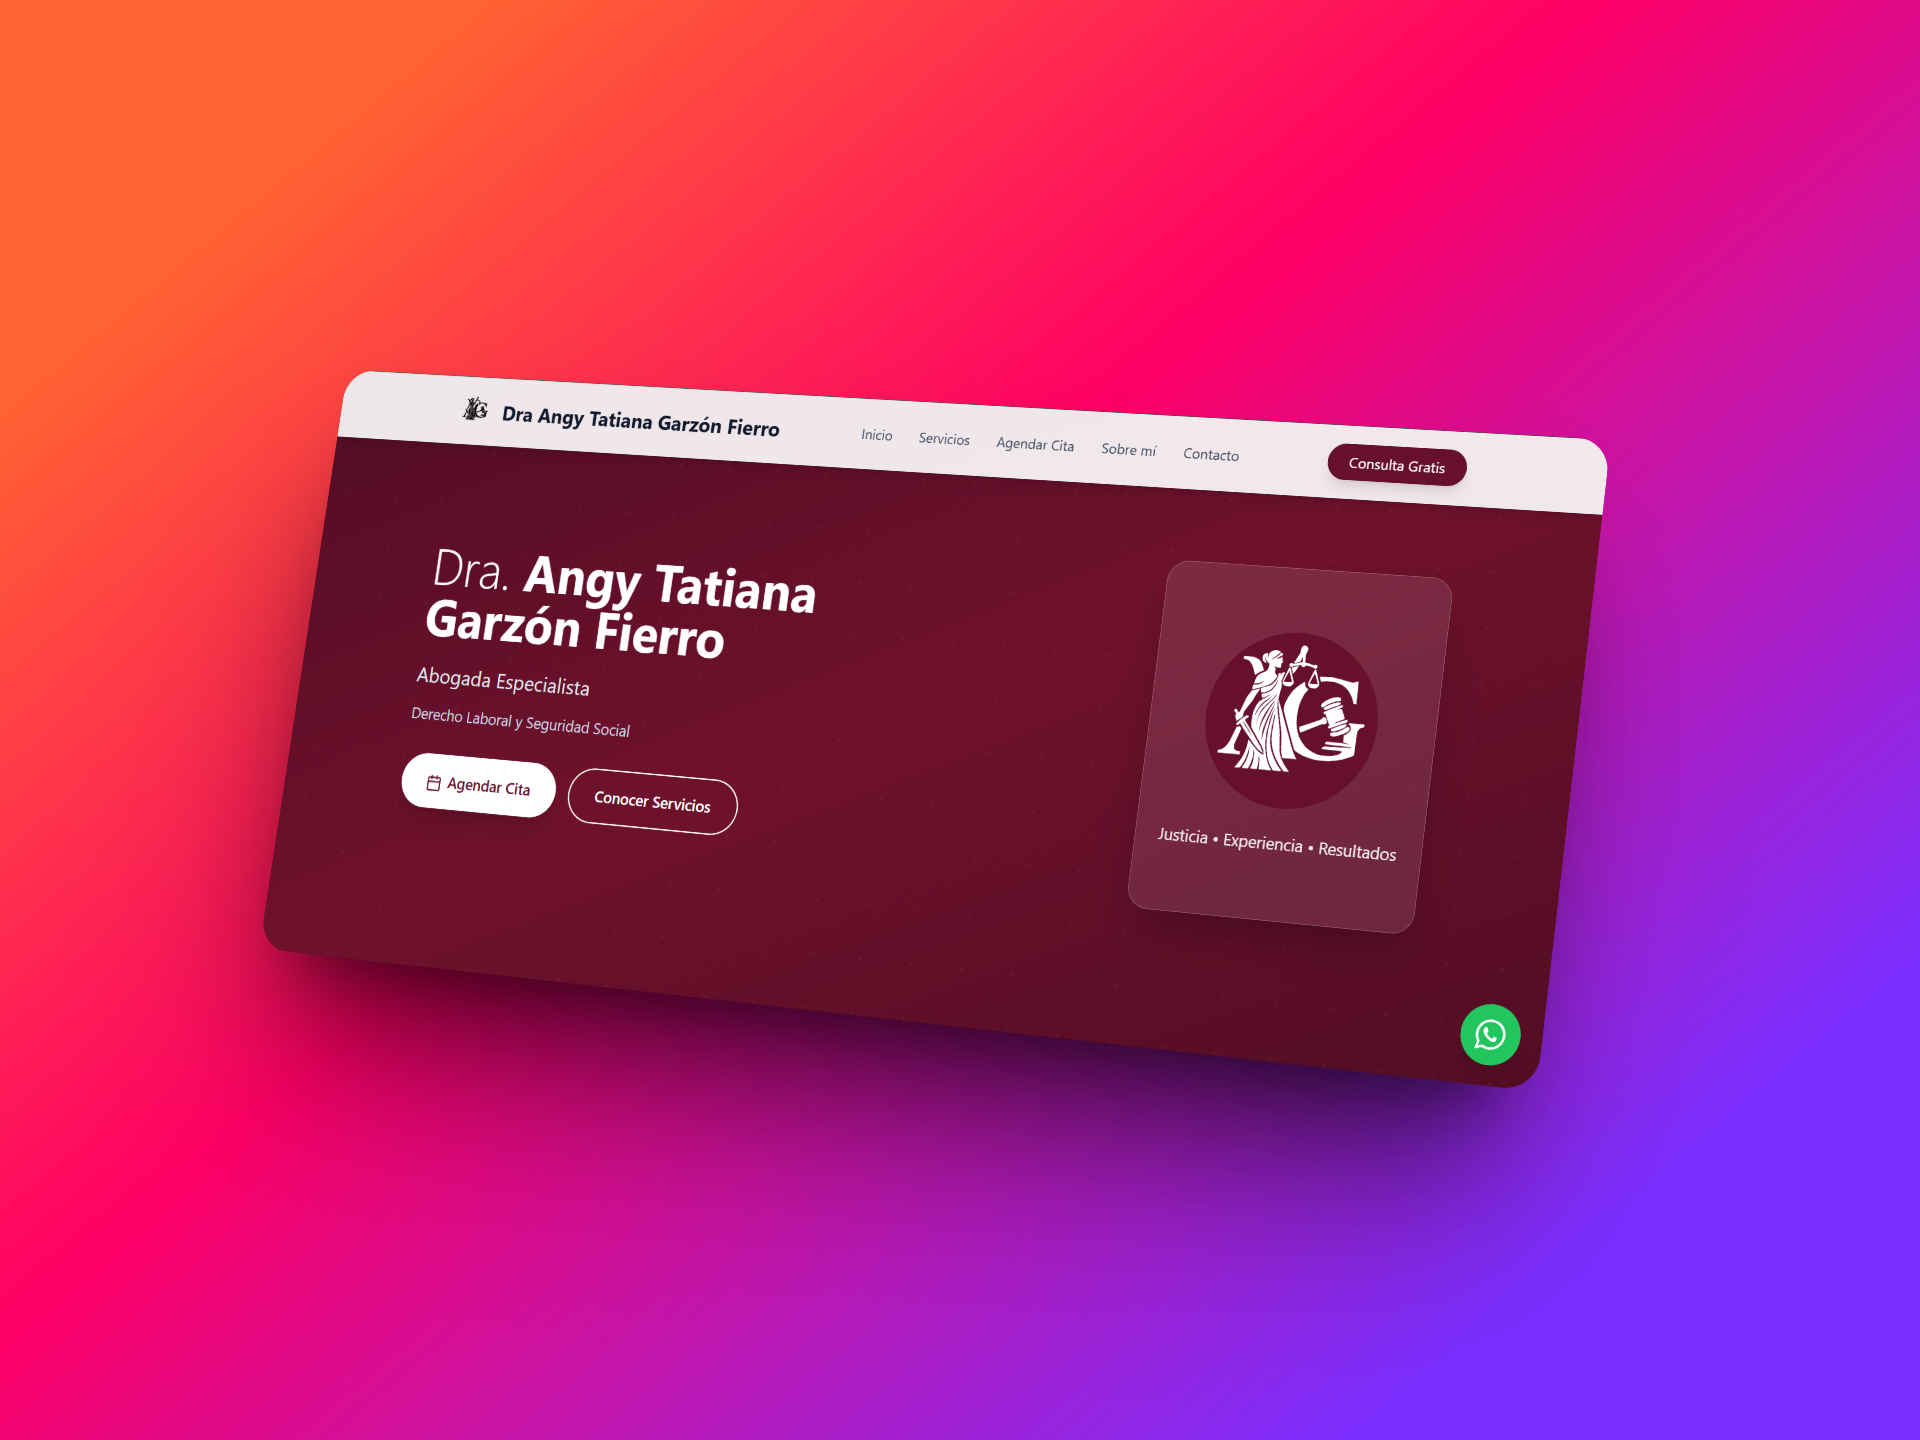 Dra Angy Tatiana Garzón Fierro
Inicio
Servicios
Agendar Cita
Sobre mí
Contacto
Consulta Gratis
Dra. Angy Tatiana
Garzón Fierro
Abogada Especialista
Derecho Laboral y Seguridad Social
Agendar Cita
Conocer Servicios
AG
Justicia • Experiencia • Resultados